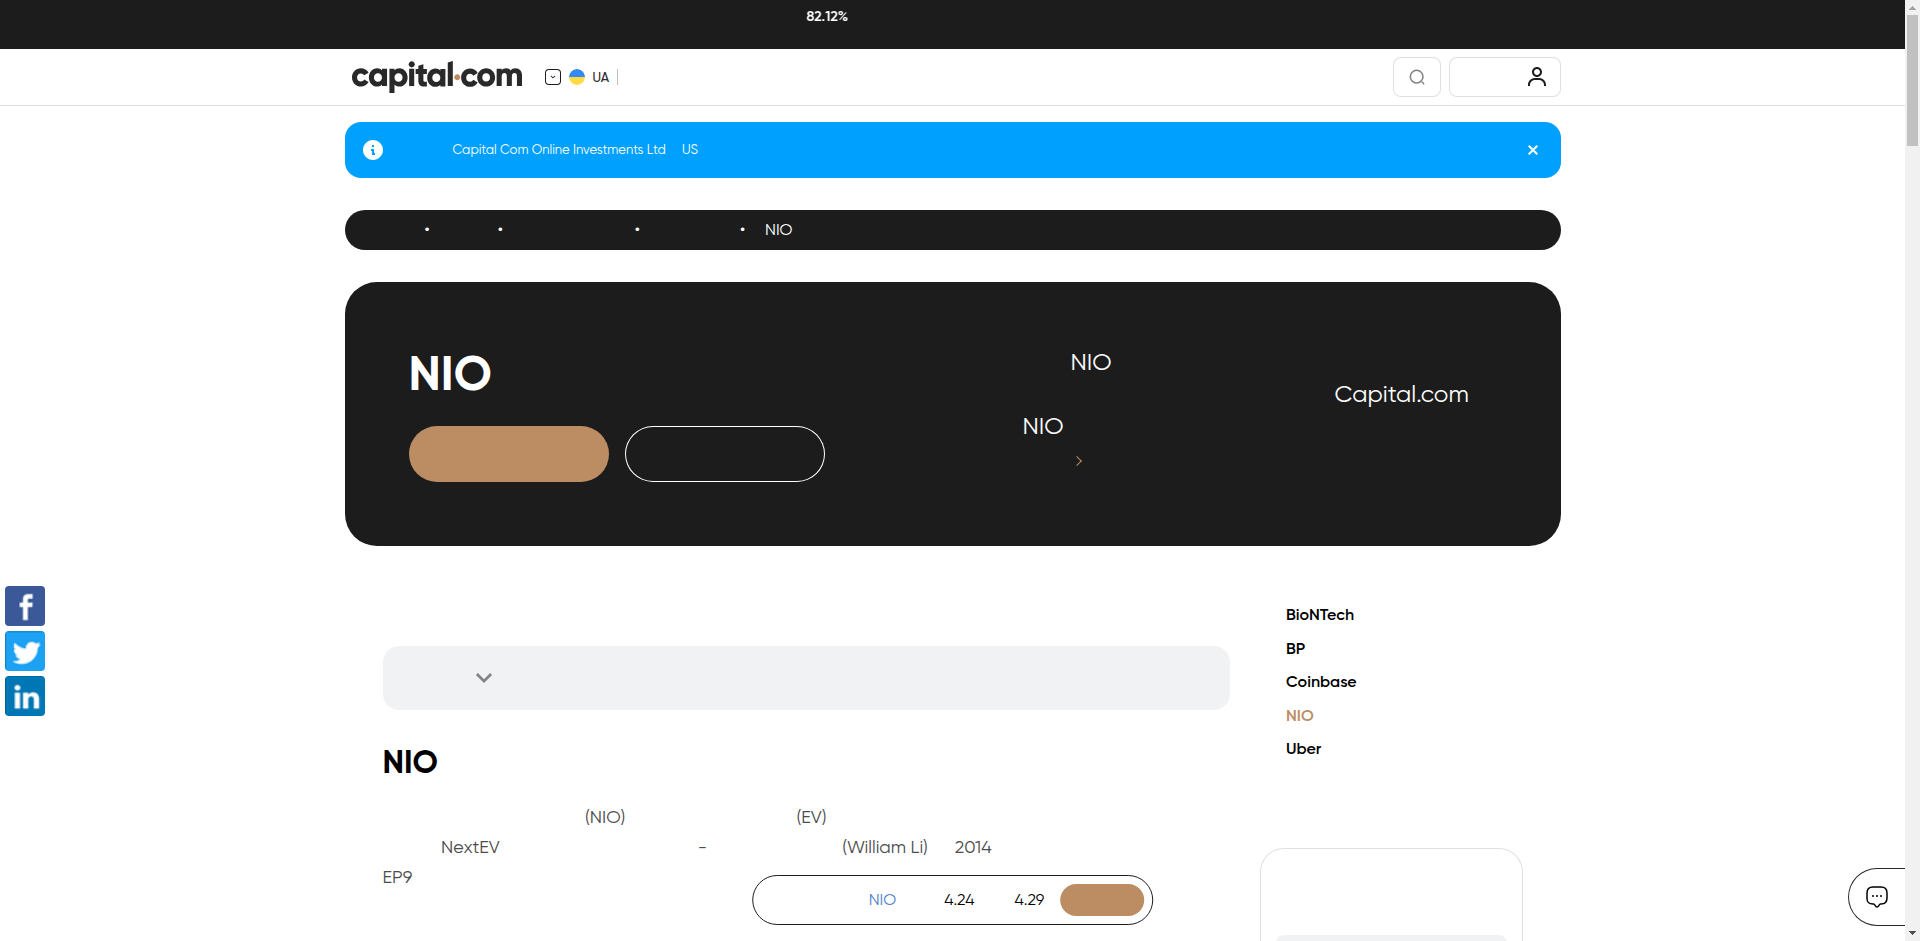 82.12%
capital.com
UA
Capital Com Online Investments Ltd US
• • • • NIO
NIO
NIO
Capital.com
NIO
BioNTech
BP
Coinbase
NIO
Uber
NIO
(NIO) (EV)
NextEV - (William Li) 2014
EP9
NIO 4.24 4.29